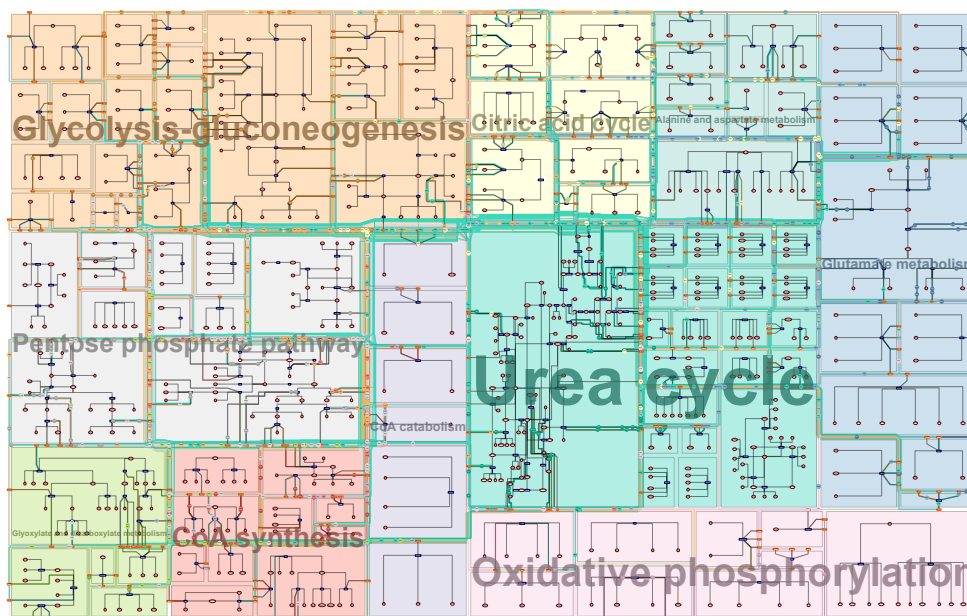 Glycolysis-gluconeogenesis
Citric acid cycle
Alanine and aspartate metabolism
Glutamate metabolism
Pentose phosphate pathway
Urea cycle
CoA catabolism
Glyoxylate and dicarboxylate metabolism
CoA synthesis
Oxidative phosphorylation